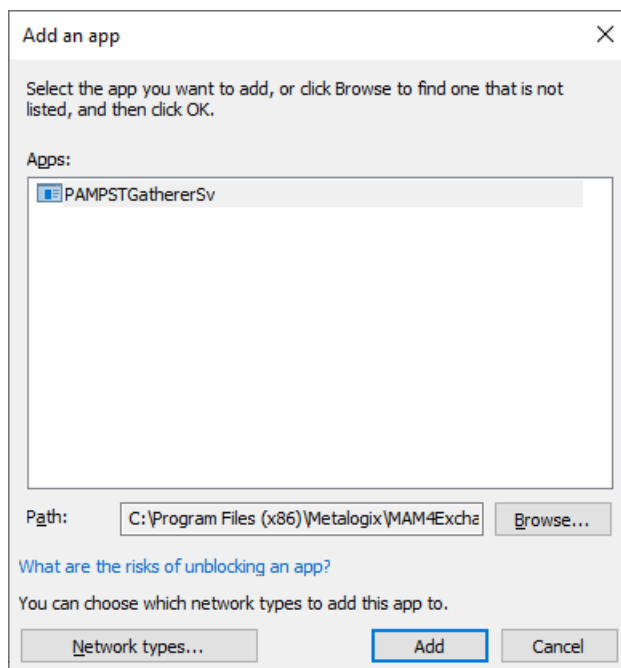 Add an app
Select the app you want to add, or click Browse to find one that is not
listed, and then click OK.
Apps:
PAMPSTGathererSv
Path:
C:\Program Files (x86)\Metalogix\MAM4Excha
Browse...
What are the risks of unblocking an app?
You can choose which network types to add this app to.
Network types...
Add
Cancel